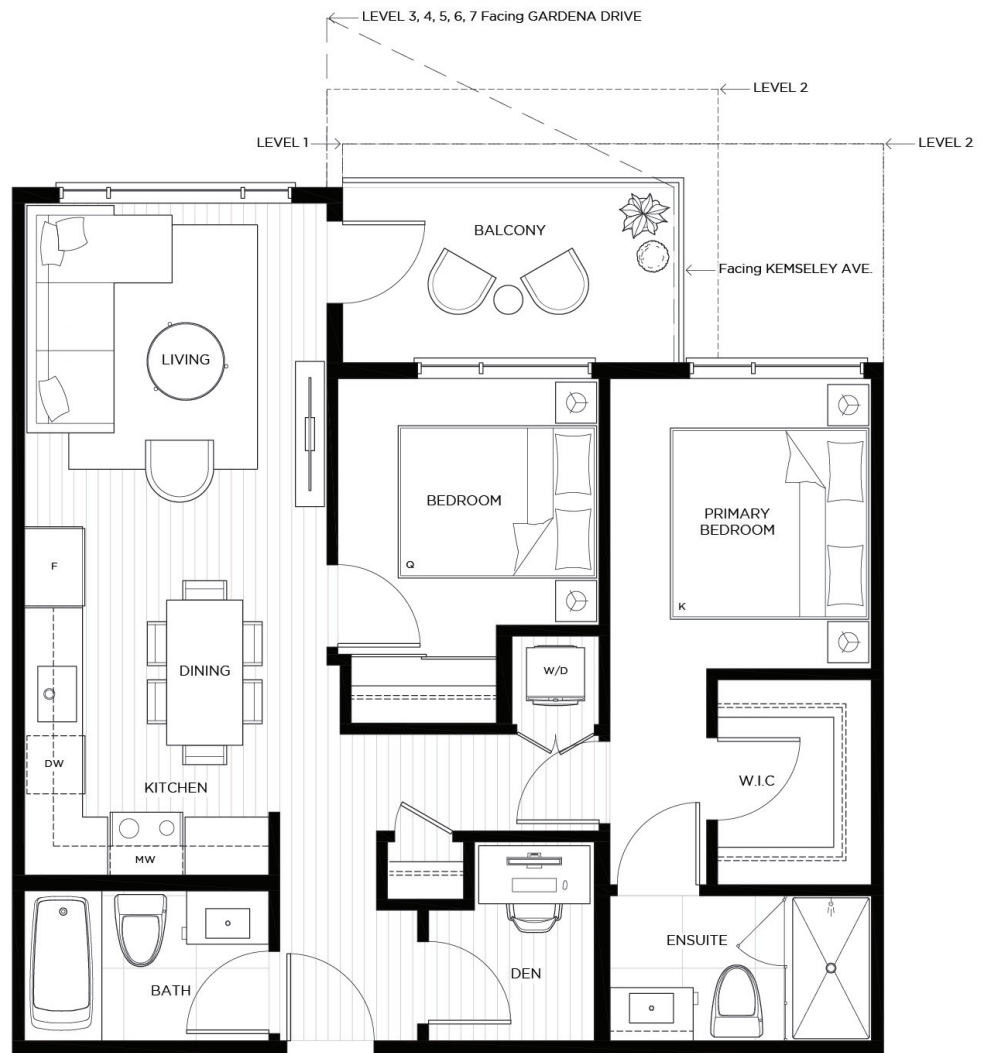 LEVEL 3, 4, 5, 6, 7 Facing GARDENA DRIVE
LEVEL 2
LEVEL 1
LEVEL 2
BALCONY
Facing KEMSELEY AVE.
LIVING
BEDROOM
PRIMARY
BEDROOM
F
Q
K
DINING
W/D
DW
KITCHEN
W.I.C
MW
ENSUITE
DEN
BATH